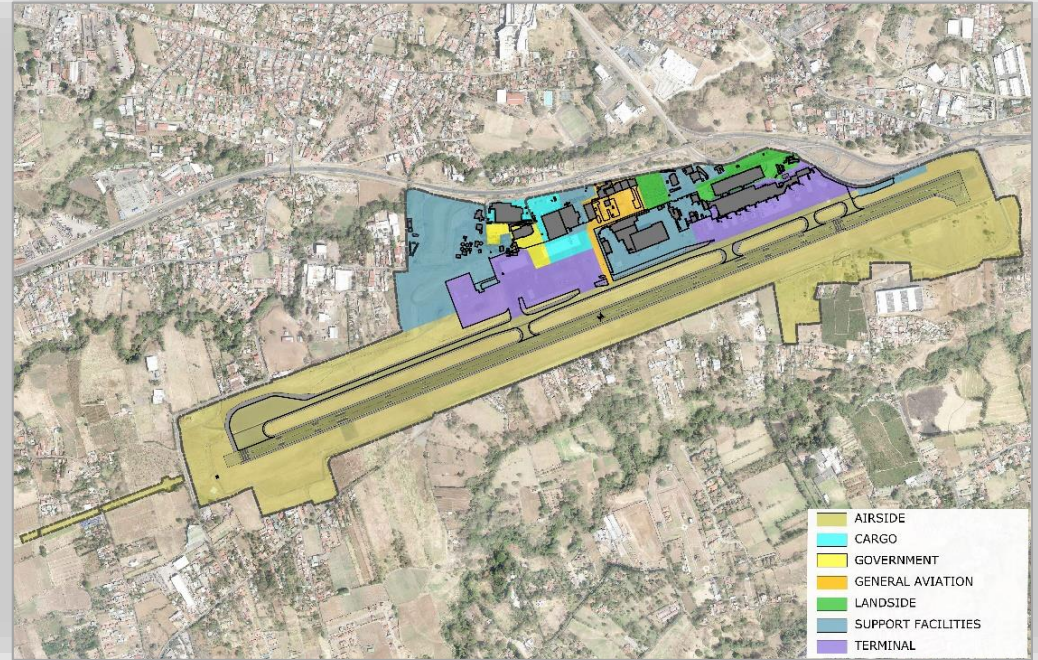 AIRSIDE
CARGO
GOVERNMENT
GENERAL AVIATION
LANDSIDE
SUPPORT FACILITIES
TERMINAL